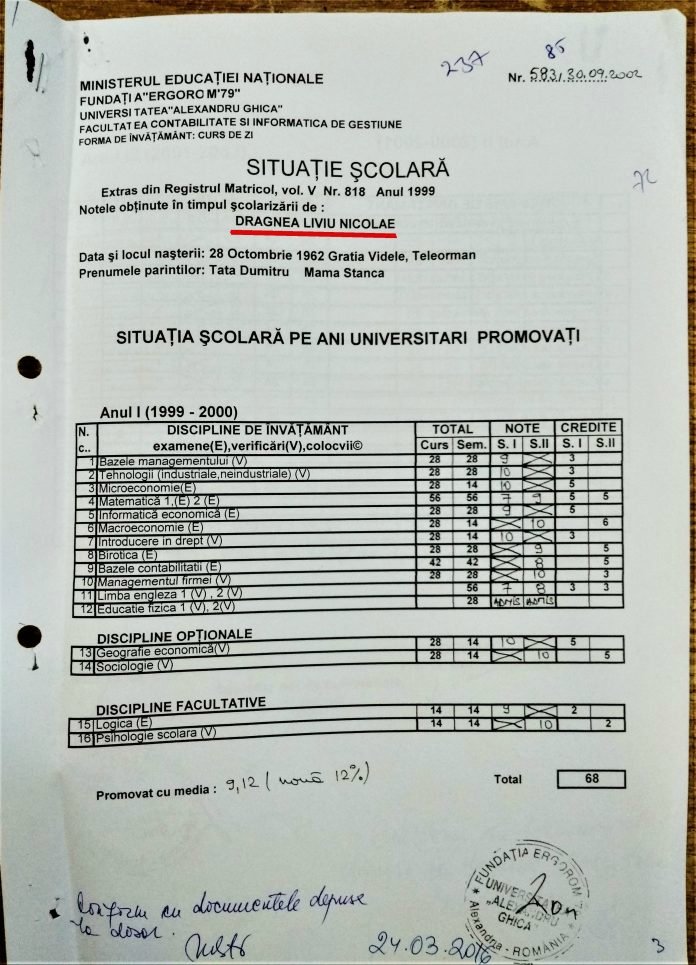 237
85
MINISTERUL EDUCAȚIEI NAȚIONALE
Nr. 583/30.09.2002
FUNDAȚI A"ERGORO M'79"
UNIVERSI TATEA"ALEXANDRU GHICA"
FACULTAT EA CONTABILITATE SI INFORMATICA DE GESTIUNE
FORMA DE ÎNVĂȚĂMÂNT: CURS DE ZI
SITUAȚIE ŞCOLARĂ
72
Extras din Registrul Matricol, vol. V Nr. 818 Anul 1999
Notele obținute în timpul şcolarizării de :
DRAGNEA LIVIU NICOLAE
Data şi locul naşterii: 28 Octombrie 1962 Gratia Videle, Teleorman
Prenumele parintilor: Tata Dumitru Mama Stanca
SITUAȚIA ŞCOLARĂ PE ANI UNIVERSITARI PROMOVAȚI
Anul I (1999 - 2000)
N. c.. DISCIPLINE DE ÎNVĂȚĂMÂNT TOTAL NOTE CREDITE
examene(E),verificări(V),colocvii© Curs Sem. S. I S.II S. I S.II
1 Bazele managementului (V) 28 28 9 3
2 Tehnologii (industriale,neindustriale) (V) 28 28 10 3
3 Microeconomie(E) 28 14 10 5
4 Matematică 1,(E) 2 (E) 56 56 7 9 5 5
5 Informatică economică (E) 28 28 9 5
6 Macroeconomie (E) 28 14 10 6
7 Introducere in drept (V) 28 14 10 3
8 Birotica (E) 28 28 9 5
9 Bazele contabilitatii (E) 42 42 8 5
10 Managementul firmei (V) 28 28 10 3
11 Limba engleza 1 (V) , 2 (V) 56 7 8 3 3
12 Educatie fizica 1 (V), 2(V) 28 ADMIS ADMIS
DISCIPLINE OPȚIONALE
13 Geografie economică(V) 28 14 10 5
14 Sociologie (V) 28 14 10 5
DISCIPLINE FACULTATIVE
15 Logica (E) 14 14 9 2
16 Psihologie scolara (V) 14 14 10 2
Promovat cu media : 9,12 ( nouă 12%)
Total 68
FUNDAȚIA ERGOROM
UNIVERSITATEA
"ALEXANDRU
GHICA"
Alexandria - ROMANIA
Conform cu documentele depuse
la dosar.
24.03.2016
3